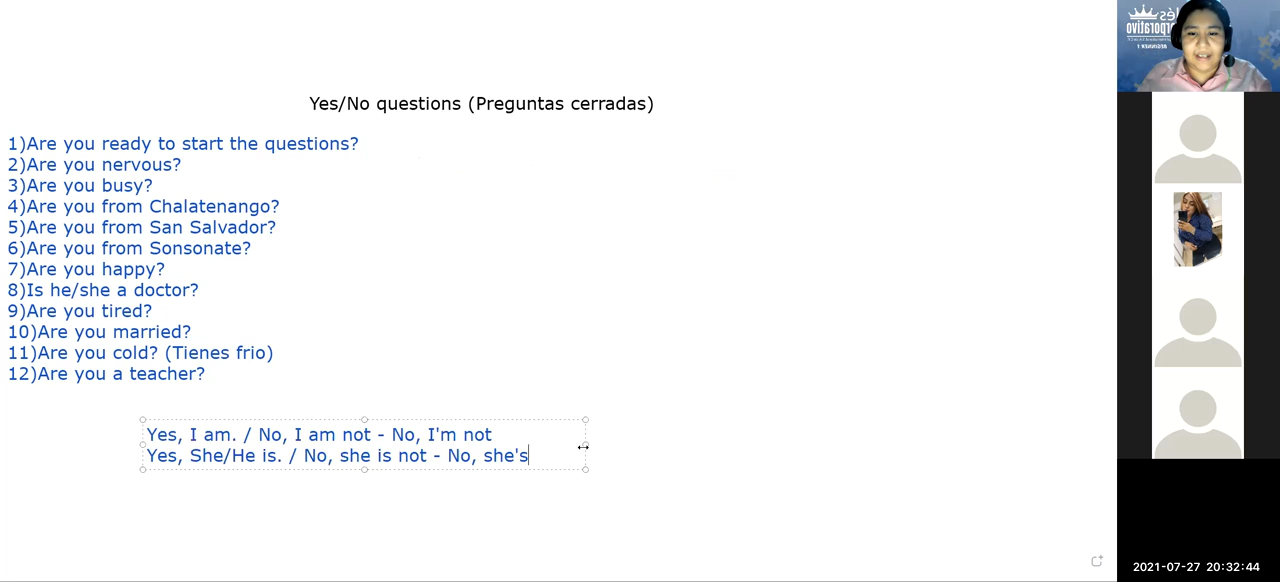 Yes/No questions (Preguntas cerradas)
1)Are you ready to start the questions?
2)Are you nervous?
3)Are you busy?
4)Are you from Chalatenango?
5)Are you from San Salvador?
6)Are you from Sonsonate?
7)Are you happy?
8)Is he/she a doctor?
9)Are you tired?
10)Are you married?
11)Are you cold? (Tienes frio)
12)Are you a teacher?
Yes, I am. / No, I am not - No, I'm not
Yes, She/He is. / No, she is not - No, she's
2021-07-27 20:32:44